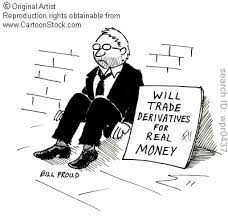 © Original Artist
Reproduction rights obtainable from
www.CartoonStock.com
WILL
TRADE
DERIVATIVES
FOR
REAL
MONEY
BILL PROUD
search ID: wpr0437